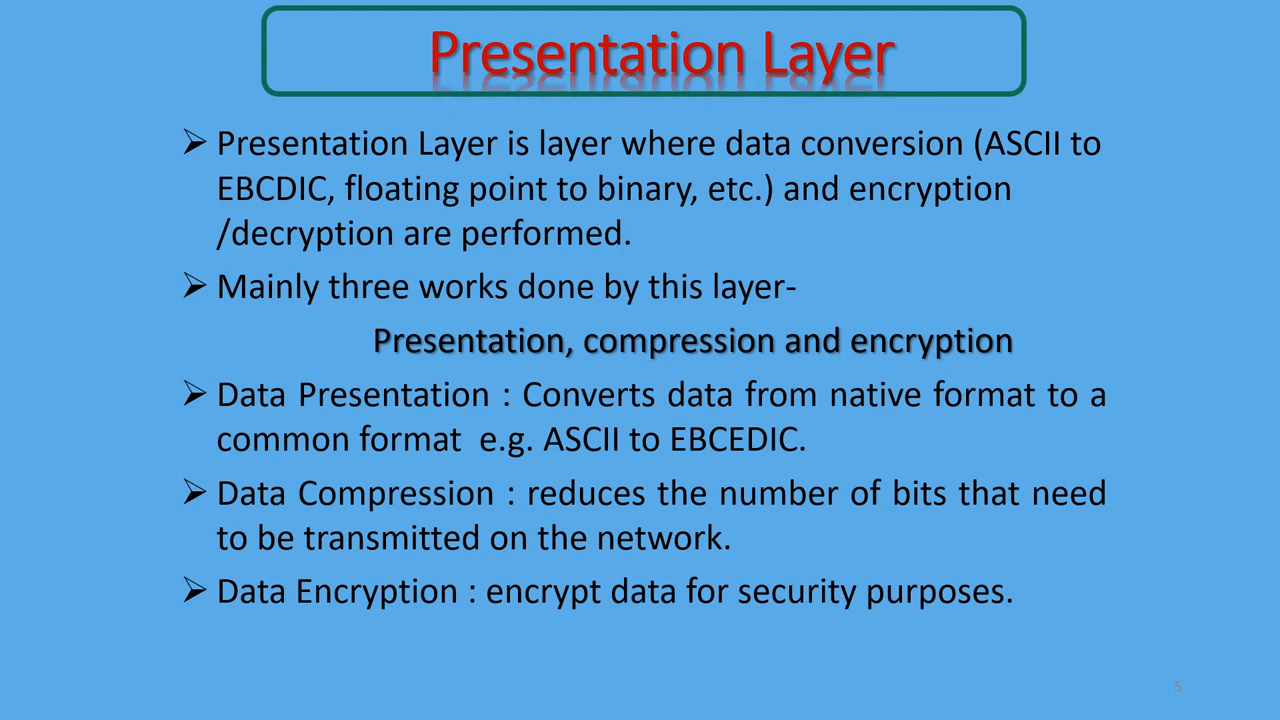 Presentation Layer
➢ Presentation Layer is layer where data conversion (ASCII to
EBCDIC, floating point to binary, etc.) and encryption
/decryption are performed.
➢ Mainly three works done by this layer-
Presentation, compression and encryption
➢ Data Presentation : Converts data from native format to a
common format e.g. ASCII to EBCEDIC.
➢ Data Compression : reduces the number of bits that need
to be transmitted on the network.
➢ Data Encryption : encrypt data for security purposes.
5